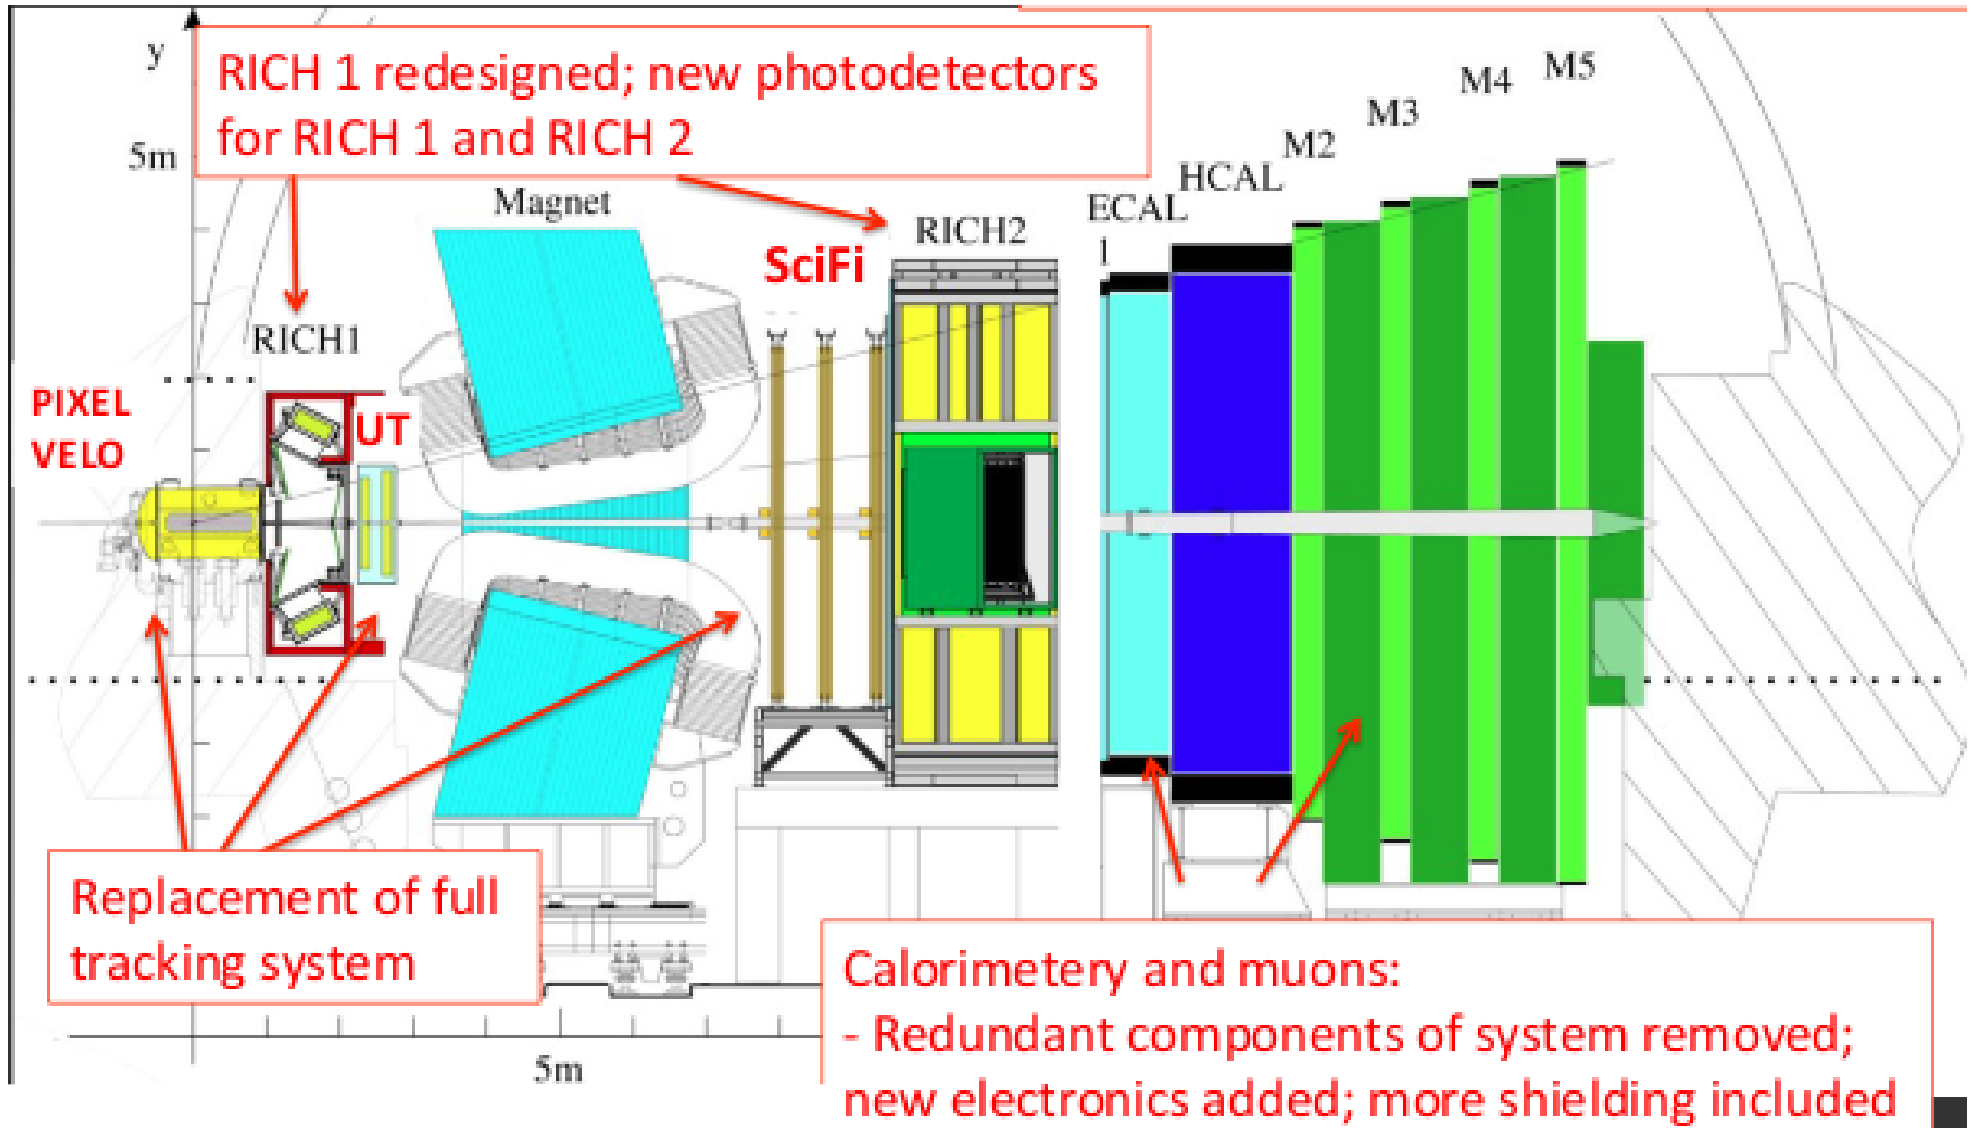 y
RICH 1 redesigned; new photodetectors
for RICH 1 and RICH 2
5m
Magnet
SciFi
RICH2
ECAL
HCAL
M2
M3
M4
M5
RICH1
PIXEL
VELO
UT
Replacement of full
tracking system
5m
Calorimetery and muons:
- Redundant components of system removed;
new electronics added; more shielding included